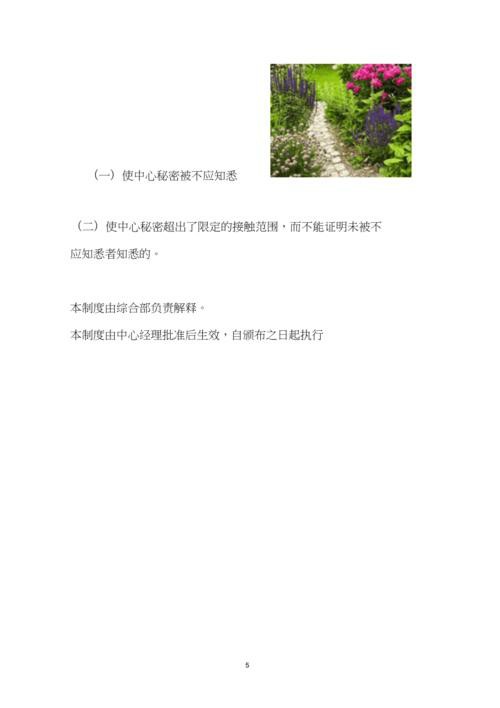 （一）使中心秘密被不应知悉
（二）使中心秘密超出了限定的接触范围，而不能证明未被不
应知悉者知悉的。
本制度由综合部负责解释。
本制度由中心经理批准后生效，自颁布之日起执行
5